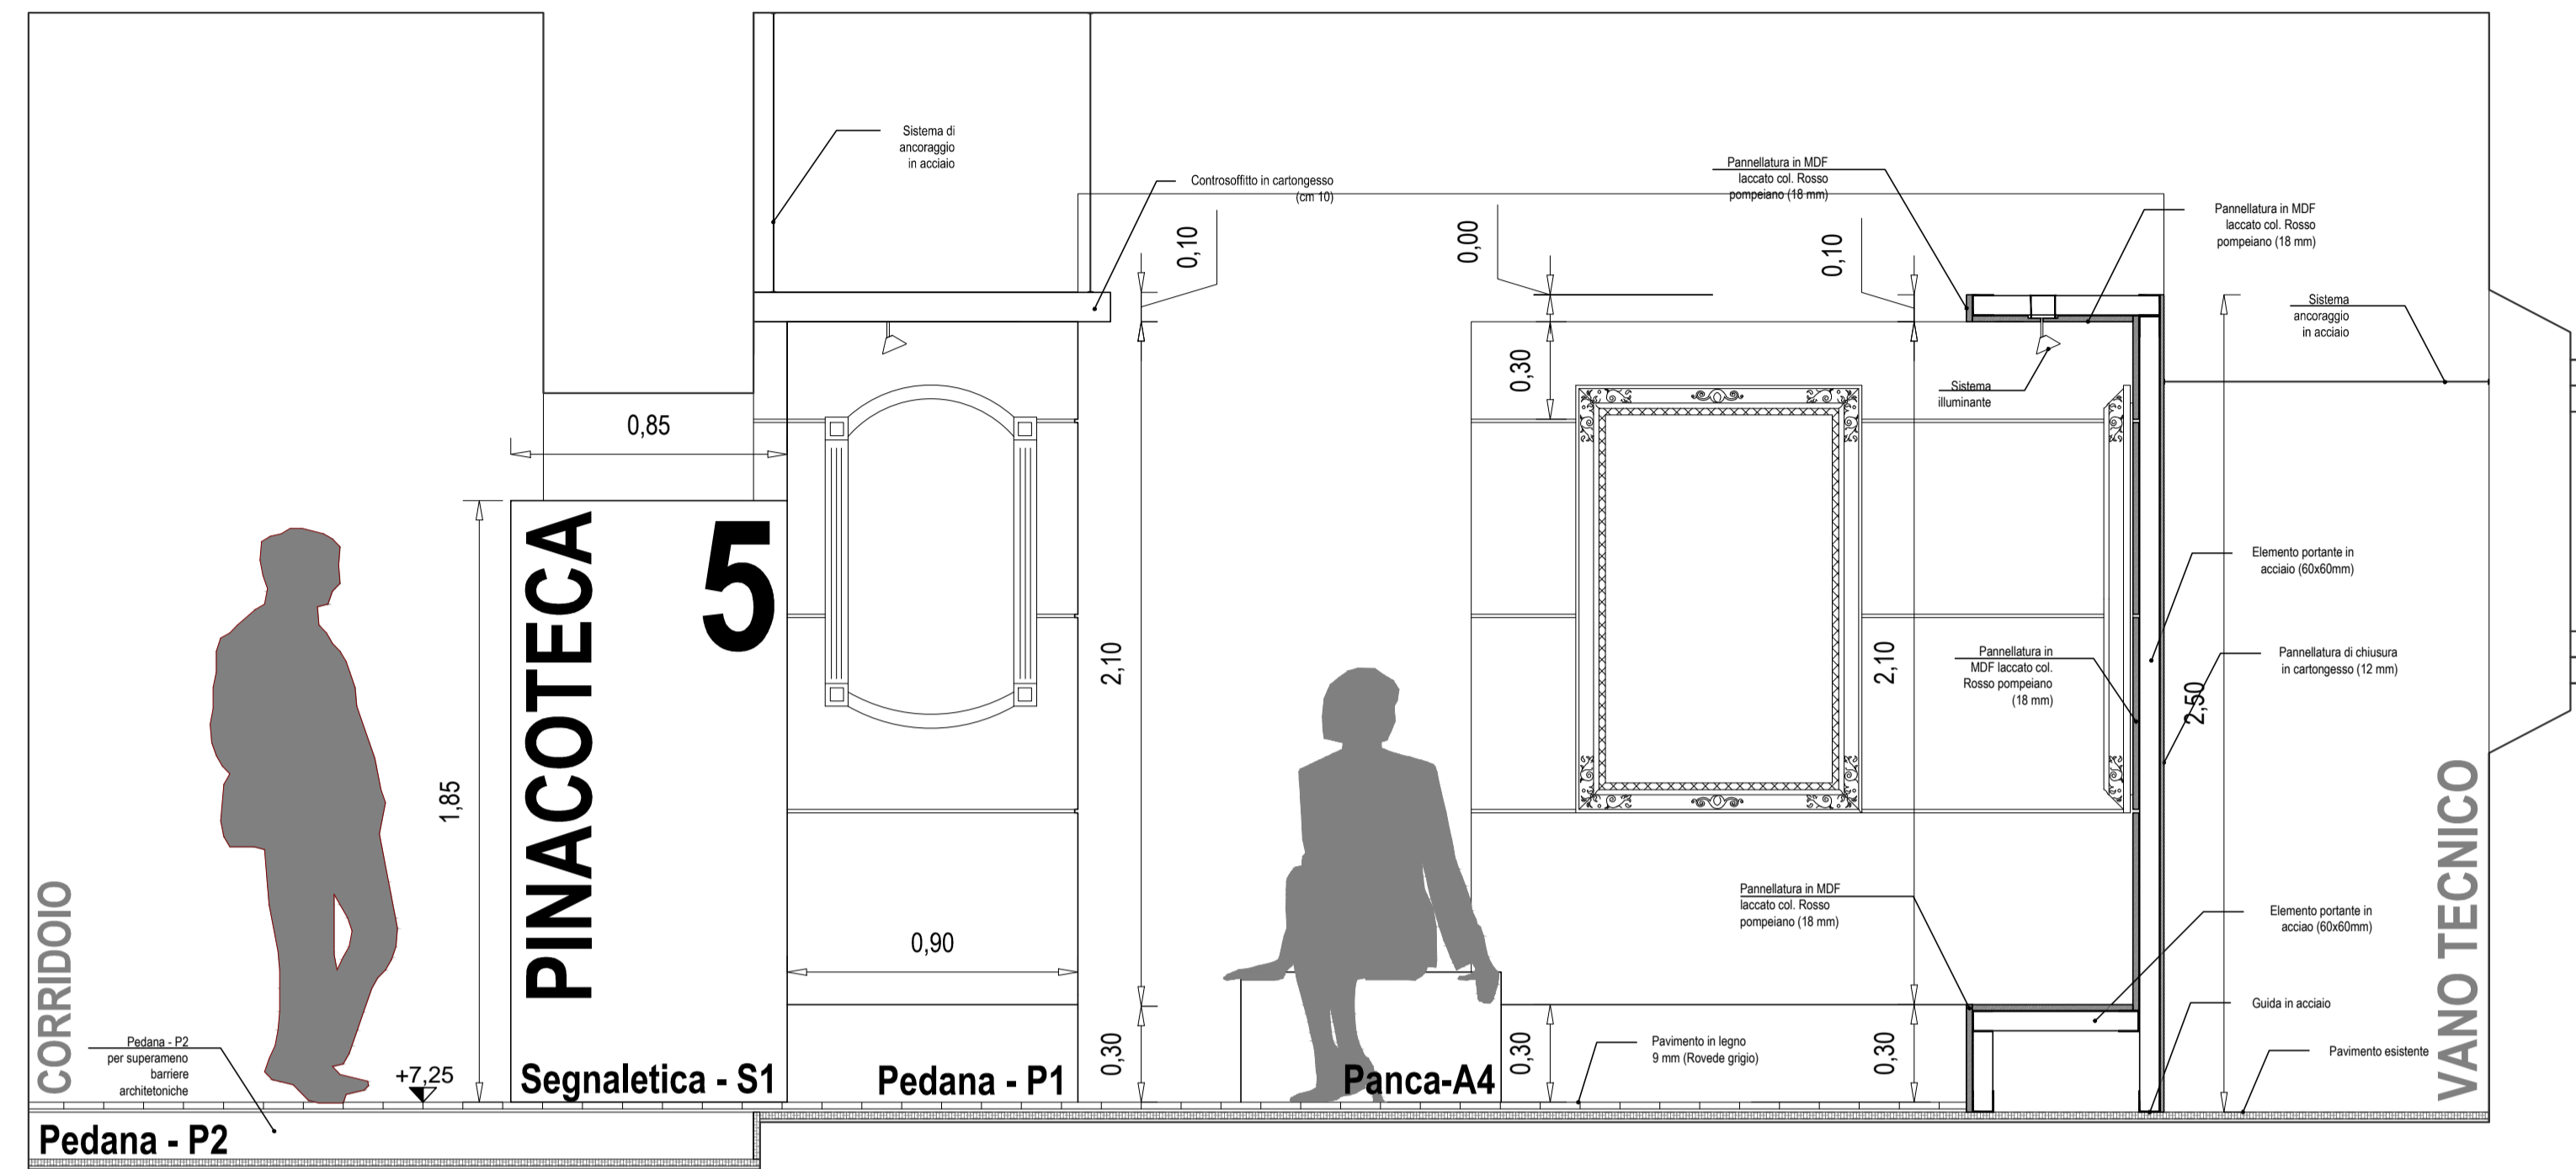 Sistema di
ancoraggio
in acciaio
Controsoffitto in cartongesso
(cm 10)
Pannellatura in MDF
laccato col. Rosso
pompeiano (18 mm)
Pannellatura in MDF
laccato col. Rosso
pompeiano (18 mm)
0,10
0,00
0,10
Sistema
ancoraggio
in acciaio
0,30
Sistema
illuminante
0,85
PINACOTECA
5
2,10
2,10
1,85
Elemento portante in
acciaio (60x60mm)
Pannellatura in
MDF laccato col.
Rosso pompeiano
(18 mm)
Pannellatura di chiusura
in cartongesso (12 mm)
2,50
Pannellatura in MDF
laccato col. Rosso
pompeiano (18 mm)
0,90
Elemento portante in
acciao (60x60mm)
Guida in acciaio
CORRIDOIO
VANO TECNICO
Pedana - P2
per superameno
barriere
architetoniche
+7,25
Segnaletica - S1
Pedana - P1
0,30
Panca-A4
0,30
Pavimento in legno
9 mm (Rovede grigio)
0,30
Pavimento esistente
Pedana - P2